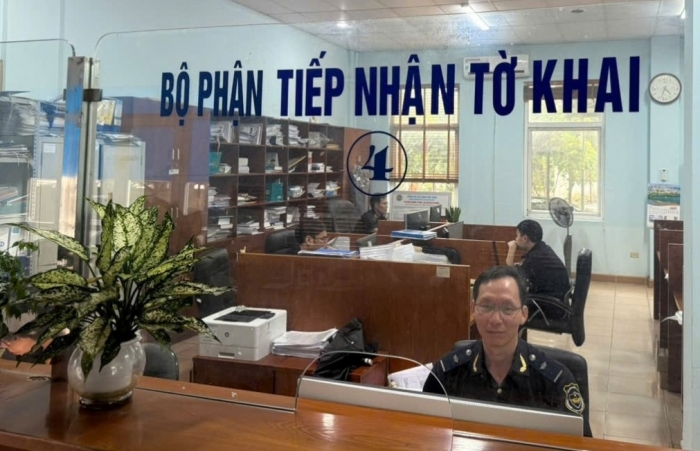 BỘ PHẬN TIẾP NHẬN TỜ KHAI
4